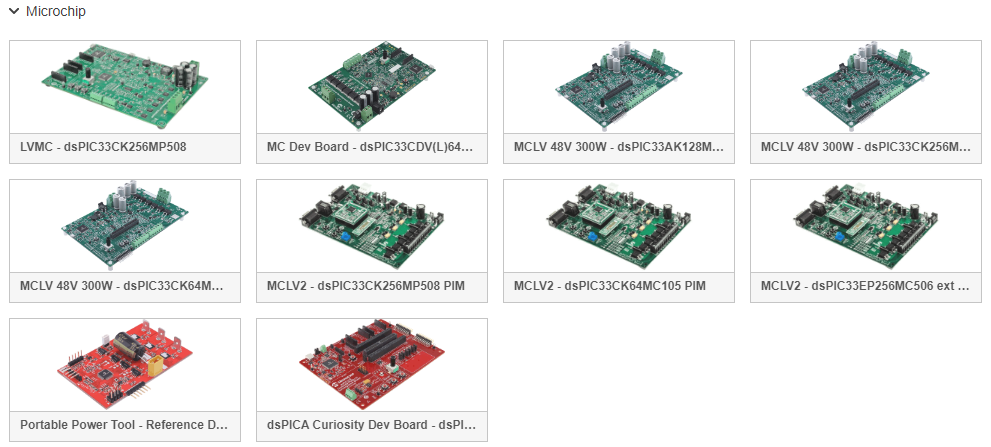 Microchip
LVMC - dsPIC33CK256MP508
MC Dev Board - dsPIC33CDV(L)64...
MCLV 48V 300W - dsPIC33AK128M...
MCLV 48V 300W - dsPIC33CK256M...
MCLV 48V 300W - dsPIC33CK64M...
MCLV2 - dsPIC33CK256MP508 PIM
MCLV2 - dsPIC33CK64MC105 PIM
MCLV2 - dsPIC33EP256MC506 ext ...
Portable Power Tool - Reference D...
dsPICA Curiosity Dev Board - dsPI...